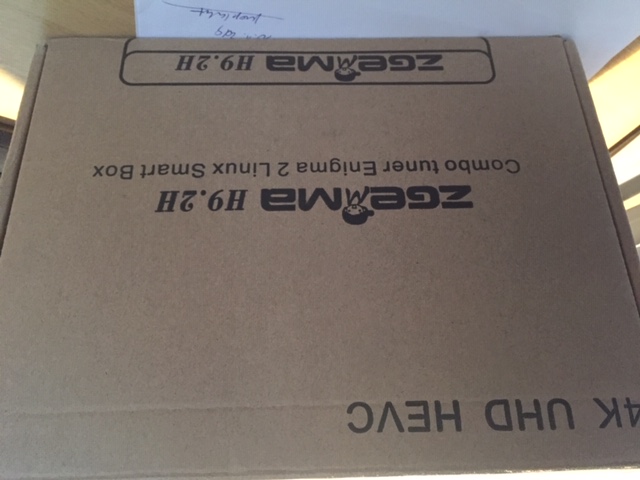 4K UHD HEVC
ZGEMMA H9.2H
Combo tuner Enigma 2 Linux Smart Box
ZGEMMA H9.2H